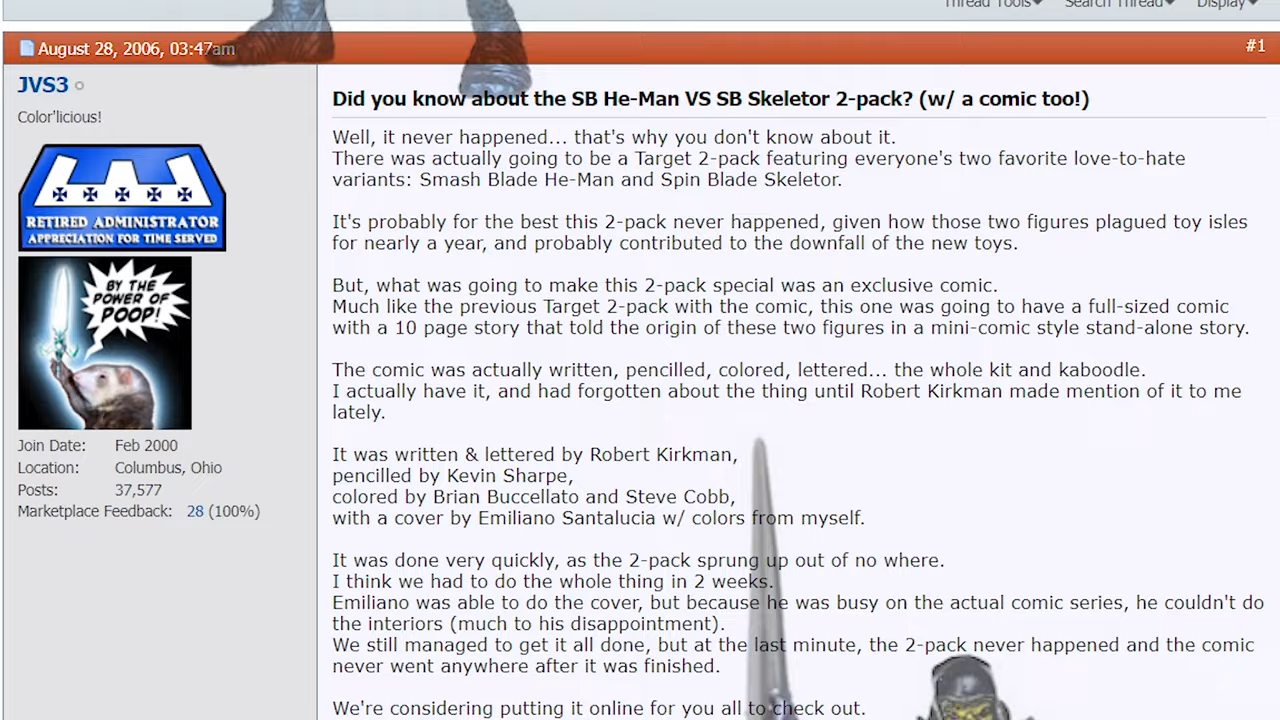 Thread Tools Search Thread Display
August 28, 2006, 03:47am #1
JVS3
Color'licious!
RETIRED ADMINISTRATOR
APPRECIATION FOR TIME SERVED
BY THE
POWER OF
POOP!
Join Date: Feb 2000
Location: Columbus, Ohio
Posts: 37,577
Marketplace Feedback: 28 (100%)
Did you know about the SB He-Man VS SB Skeletor 2-pack? (w/ a comic too!)
Well, it never happened... that's why you don't know about it.
There was actually going to be a Target 2-pack featuring everyone's two favorite love-to-hate
variants: Smash Blade He-Man and Spin Blade Skeletor.
It's probably for the best this 2-pack never happened, given how those two figures plagued toy isles
for nearly a year, and probably contributed to the downfall of the new toys.
But, what was going to make this 2-pack special was an exclusive comic.
Much like the previous Target 2-pack with the comic, this one was going to have a full-sized comic
with a 10 page story that told the origin of these two figures in a mini-comic style stand-alone story.
The comic was actually written, pencilled, colored, lettered... the whole kit and kaboodle.
I actually have it, and had forgotten about the thing until Robert Kirkman made mention of it to me
lately.
It was written & lettered by Robert Kirkman,
pencilled by Kevin Sharpe,
colored by Brian Buccellato and Steve Cobb,
with a cover by Emiliano Santalucia w/ colors from myself.
It was done very quickly, as the 2-pack sprung up out of no where.
I think we had to do the whole thing in 2 weeks.
Emiliano was able to do the cover, but because he was busy on the actual comic series, he couldn't do
the interiors (much to his disappointment).
We still managed to get it all done, but at the last minute, the 2-pack never happened and the comic
never went anywhere after it was finished.
We're considering putting it online for you all to check out.